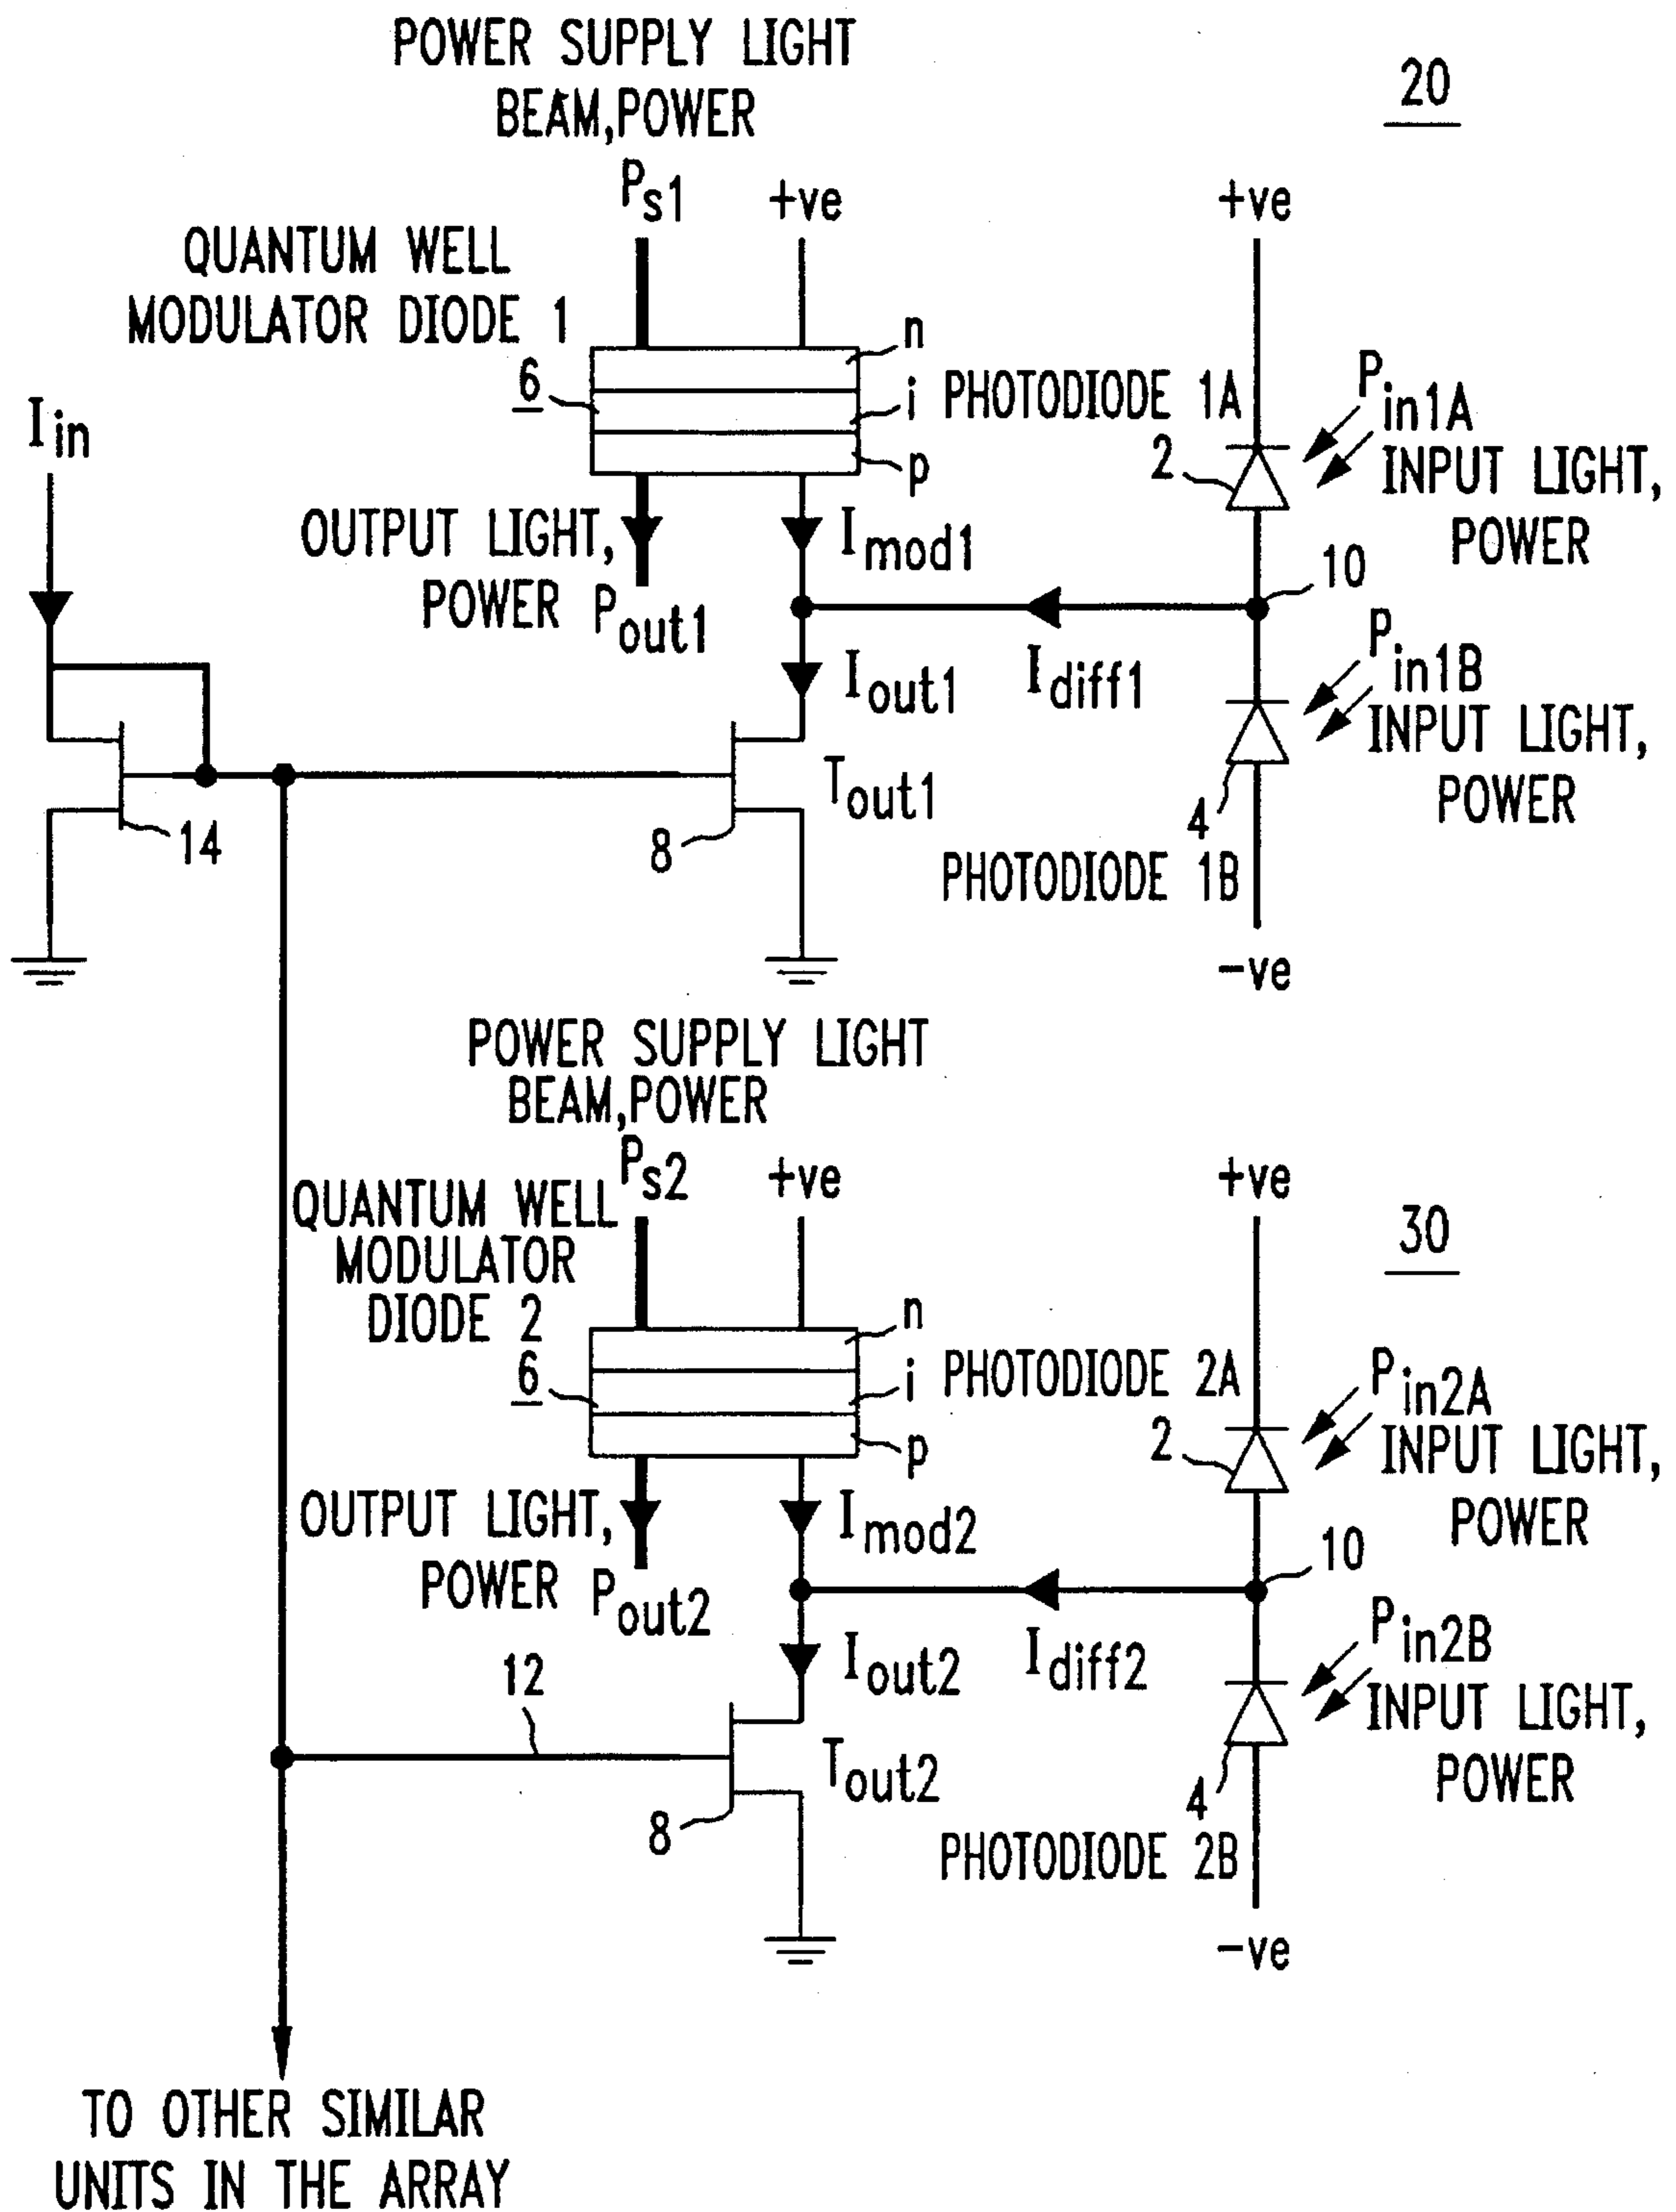 POWER SUPPLY LIGHT
BEAM,POWER
20
Ps1
+ve
+ve
QUANTUM WELL
MODULATOR DIODE 1
n
6
i
PHOTODIODE 1A
Pin1A
Iin
p
2
INPUT LIGHT,
POWER
OUTPUT LIGHT,
POWER Pout1
Imod1
10
Pin1B
Iout1
Idiff1
INPUT LIGHT,
POWER
Tout1
14
8
4
PHOTODIODE 1B
-ve
POWER SUPPLY LIGHT
BEAM,POWER
Ps2
+ve
+ve
QUANTUM WELL
MODULATOR
DIODE 2
30
n
6
i
PHOTODIODE 2A
Pin2A
p
2
INPUT LIGHT,
POWER
OUTPUT LIGHT,
POWER Pout2
Imod2
10
Pin2B
12
Iout2
Idiff2
INPUT LIGHT,
POWER
Tout2
8
4
PHOTODIODE 2B
-ve
TO OTHER SIMILAR
UNITS IN THE ARRAY